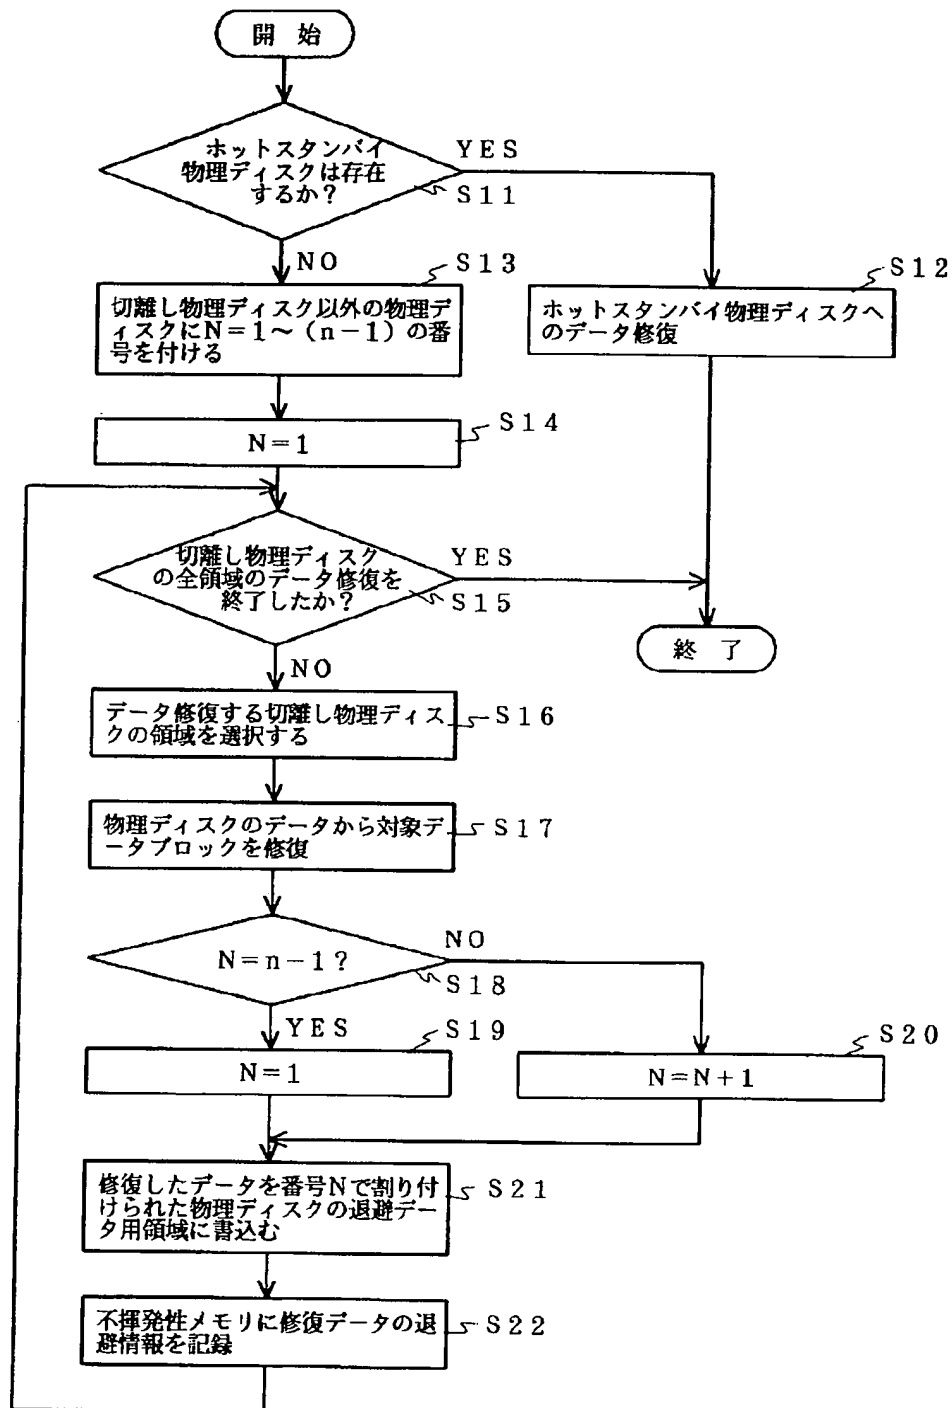 開始
ホットスタンバイ
物理ディスクは存在
するか？
YES
S11
NO
S13
S12
切離し物理ディスク以外の物理デ
ィスクにN＝1～（n－1）の番
号を付ける
ホットスタンバイ物理ディスクへ
のデータ修復
S14
N＝1
切離し物理ディスク
の全領域のデータ修復を
終了したか？
YES
S15
終了
NO
データ修復する切離し物理ディス
クの領域を選択する
S16
物理ディスクのデータから対象デ
ータブロックを修復
S17
N＝n－1？
NO
S18
YES
S19
S20
N＝1
N＝N＋1
修復したデータを番号Nで割り付
けられた物理ディスクの退避デー
タ用領域に書込む
S21
不揮発性メモリに修復データの退
避情報を記録
S22